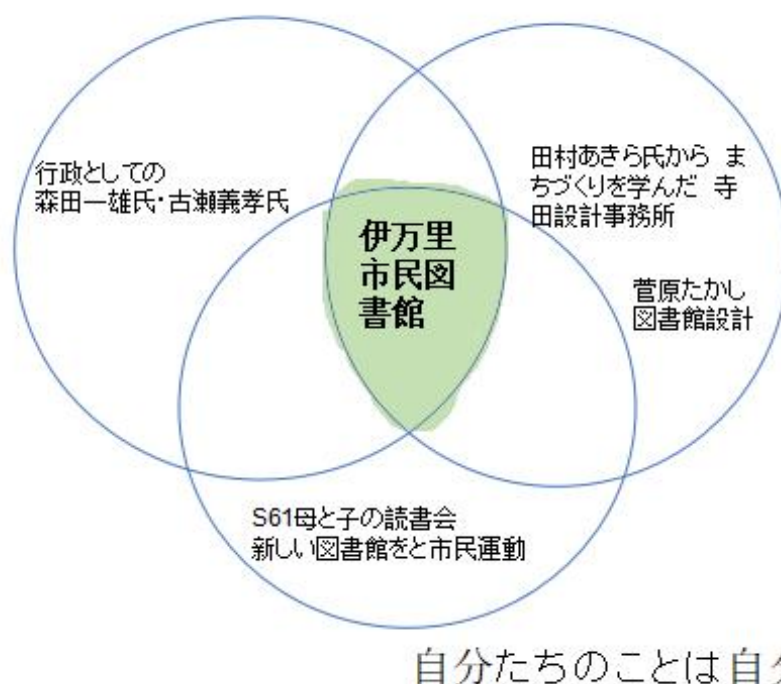 行政としての
森田一雄氏・古瀬義孝氏
田村あきら氏から　ま
ちづくりを学んだ　寺
田設計事務所
伊万里
市民図
書館
菅原たかし
図書館設計
S61母と子の読書会
新しい図書館をと市民運動
自分たちのことは自分